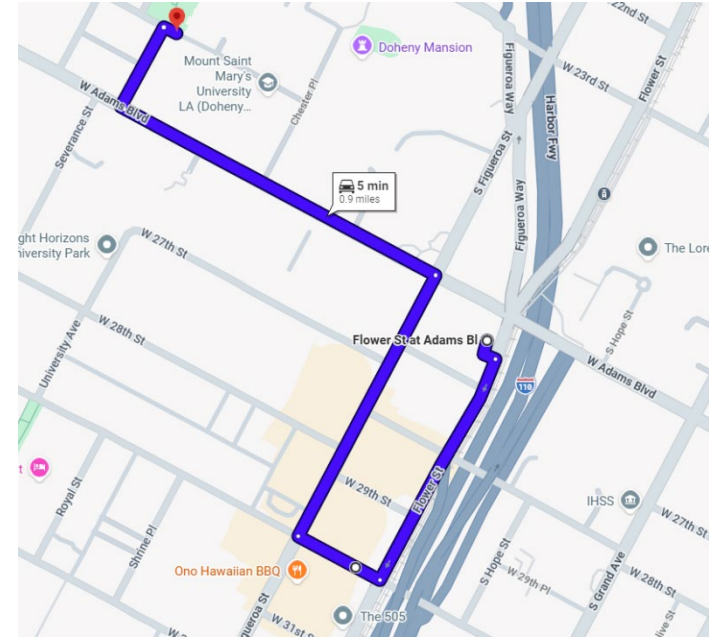 22nd St
Doheny Mansion
Mount Saint
Mary's
University
LA (Doheny...
Chester Pl
Figueroa Way
Harbor Fwy
W 23rd St
Flower St
W Adams Blvd
Severance St
S Figueroa St
5 min
0.9 miles
Figueroa Way
ght Horizons
niversity Park
W 27th St
The Lore
S Hope St
W 28th St
Flower St at Adams Bl
W Adams Blvd
University Ave
110
W 29th St
Flower St
IHSS
W 27th St
Royal St
Shrine Pl
S Hope St
S Grand Ave
W 28th St
W 29th Pl
Ono Hawaiian BBQ
The 505
W 31st S
igueroa St